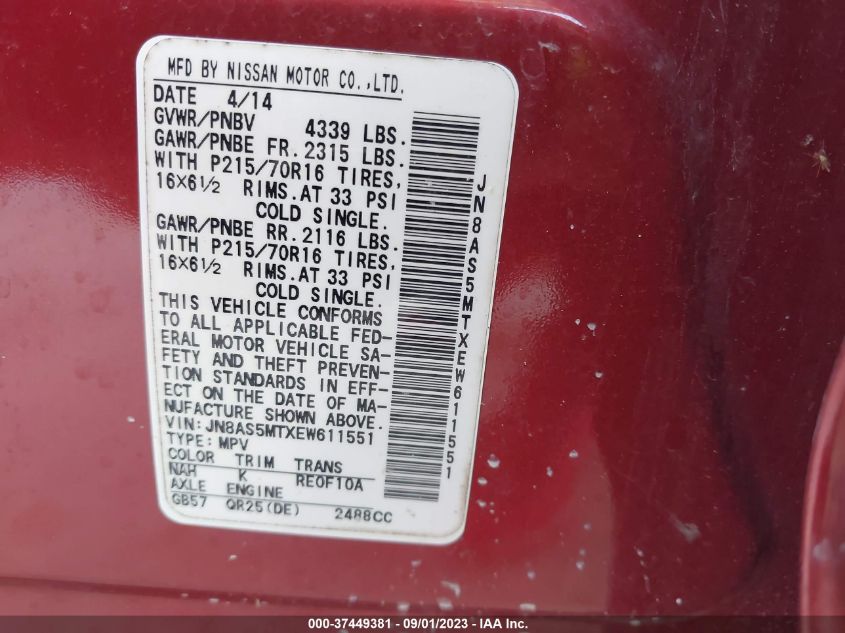 MFD BY NISSAN MOTOR CO.,LTD.
DATE 4/14
GVWR/PNBV 4339 LBS.
GAWR/PNBE FR. 2315 LBS.
WITH P215/70R16 TIRES,
16X6½ RIMS. AT 33 PSI
COLD SINGLE.
GAWR/PNBE RR. 2116 LBS.
WITH P215/70R16 TIRES,
16X6½ RIMS. AT 33 PSI
COLD SINGLE.
THIS VEHICLE CONFORMS
TO ALL APPLICABLE FED-
ERAL MOTOR VEHICLE SA-
FETY AND THEFT PREVEN-
TION STANDARDS IN EFF-
ECT ON THE DATE OF MA-
NUFACTURE SHOWN ABOVE.
VIN: JN8AS5MTXEW611551
TYPE: MPV
COLOR TRIM TRANS
NAH K RE0F10A
AXLE ENGINE
GB57 QR25(DE) 2488CC
JN8AS5MTXEW611551
000-37449381 - 09/01/2023 - IAA Inc.